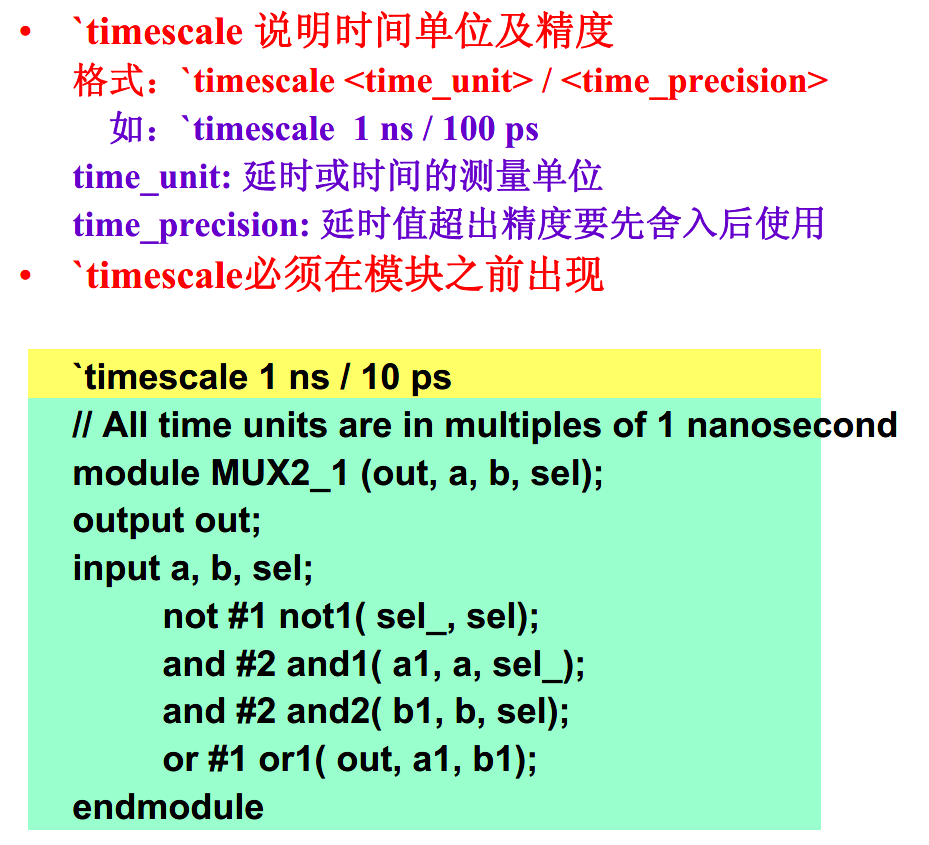 • `timescale 说明时间单位及精度
格式：`timescale <time_unit> / <time_precision>
如：`timescale 1 ns / 100 ps
time_unit: 延时或时间的测量单位
time_precision: 延时值超出精度要先舍入后使用
• `timescale必须在模块之前出现
`timescale 1 ns / 10 ps
// All time units are in multiples of 1 nanosecond
module MUX2_1 (out, a, b, sel);
output out;
input a, b, sel;
not #1 not1( sel_, sel);
and #2 and1( a1, a, sel_);
and #2 and2( b1, b, sel);
or #1 or1( out, a1, b1);
endmodule